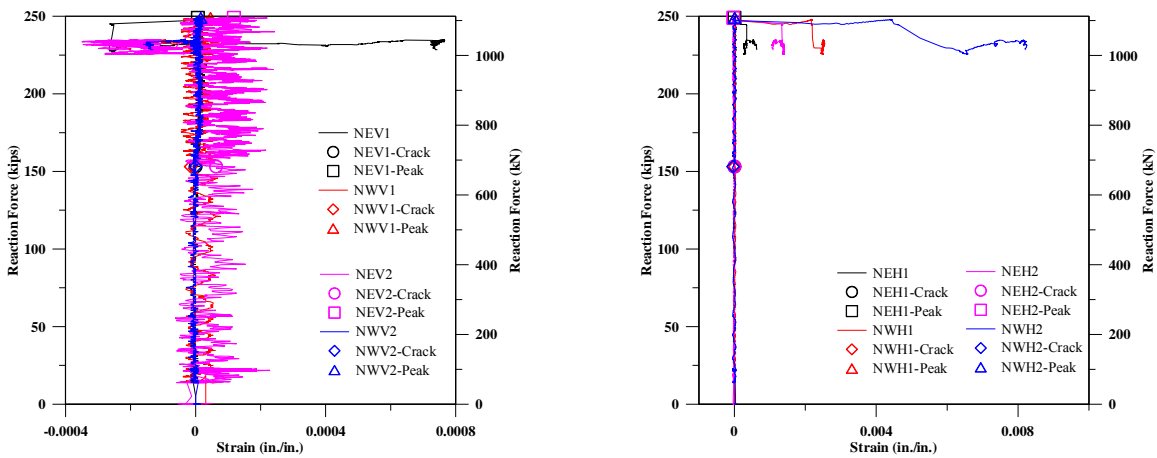 250
200
150
100
50
0
Reaction Force (kips)
-0.0004
0
0.0004
0.0008
Strain (in./in.)
1000
800
600
400
200
0
Reaction Force (kN)
NEV1
NEV1-Crack
NEV1-Peak
NWV1
NWV1-Crack
NWV1-Peak
NEV2
NEV2-Crack
NEV2-Peak
NWV2
NWV2-Crack
NWV2-Peak
250
200
150
100
50
0
Reaction Force (kips)
0
0.004
0.008
Strain (in./in.)
1000
800
600
400
200
0
Reaction Force (kN)
NEH1
NEH1-Crack
NEH1-Peak
NWH1
NWH1-Crack
NWH1-Peak
NEH2
NEH2-Crack
NEH2-Peak
NWH2
NWH2-Crack
NWH2-Peak